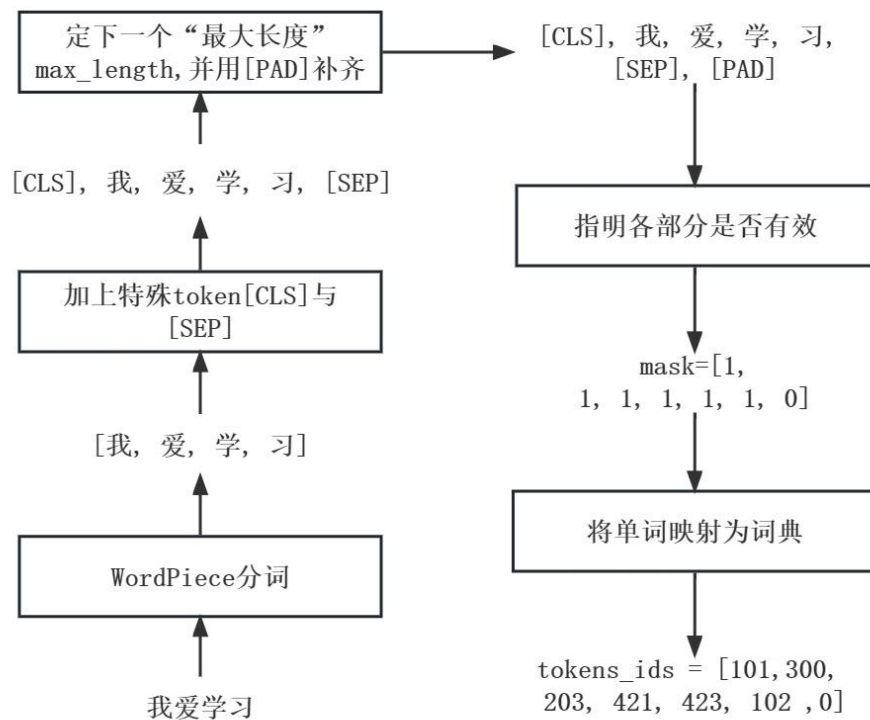 我爱学习
WordPiece分词
[我, 爱, 学, 习]
加上特殊token[CLS]与
[SEP]
[CLS], 我, 爱, 学, 习, [SEP]
定下一个“最大长度”
max_length,并用[PAD]补齐
[CLS], 我, 爱, 学, 习,
[SEP], [PAD]
指明各部分是否有效
mask=[1,
1, 1, 1, 1, 1, 0]
将单词映射为词典
tokens_ids = [101,300,
203, 421, 423, 102 ,0]